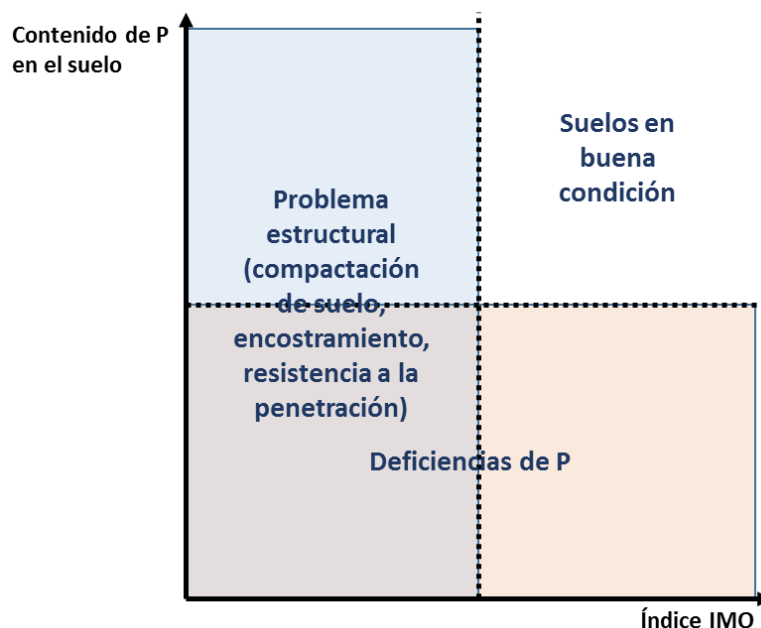 Contenido de P
en el suelo
Suelos en
buena
condición
Problema
estructural
(compactación
de suelo,
encostramiento,
resistencia a la
penetración)
Deficiencias de P
Índice IMO